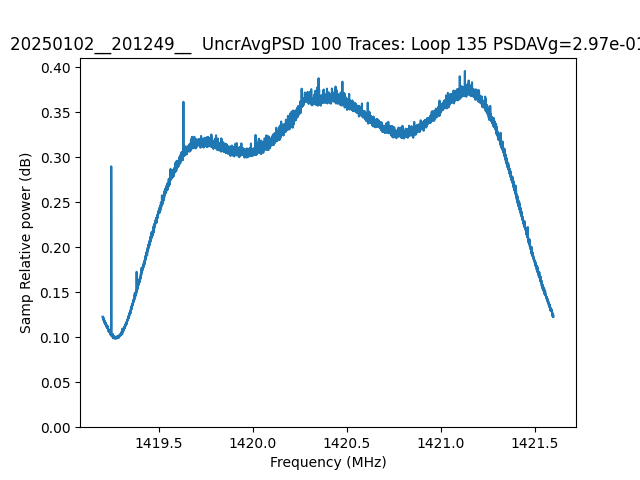 20250102__201249__  UncrAvgPSD 100 Traces: Loop 135 PSDAVg=2.97e-01
0.40
0.35
0.30
0.25
0.20
0.15
0.10
0.05
0.00
Samp Relative power (dB)
1419.5 1420.0 1420.5 1421.0 1421.5
Frequency (MHz)